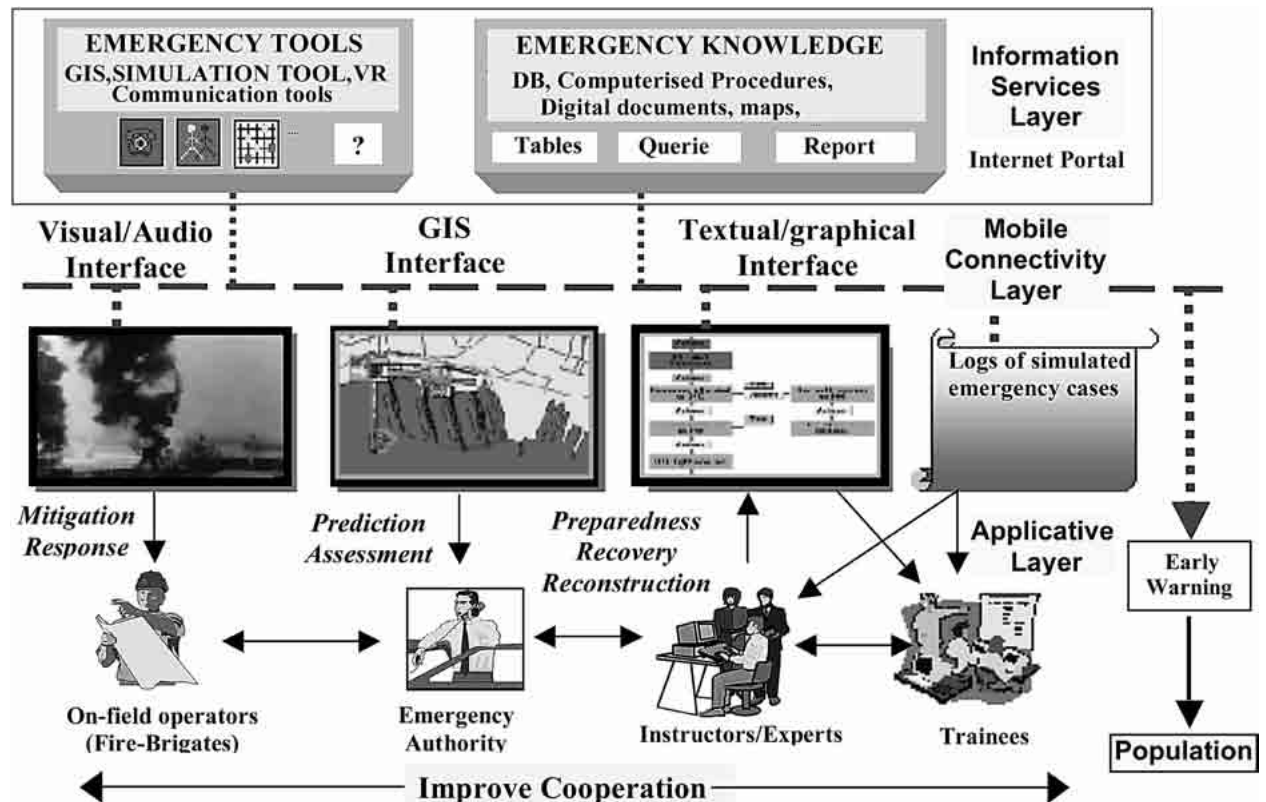 EMERGENCY TOOLS
GIS,SIMULATION TOOL,VR
Communication tools
...
?
EMERGENCY KNOWLEDGE
DB, Computerised Procedures,
Digital documents, maps,
Tables
Querie
Report
Information
Services
Layer
Internet Portal
Visual/Audio
Interface
GIS
Interface
Textual/graphical
Interface
Mobile
Connectivity
Layer
Logs of simulated
emergency cases
Mitigation
Response
Prediction
Assessment
Preparedness
Recovery
Reconstruction
Applicative
Layer
Early
Warning
On-field operators
(Fire-Brigates)
Emergency
Authority
Instructors/Experts
Trainees
Population
Improve Cooperation